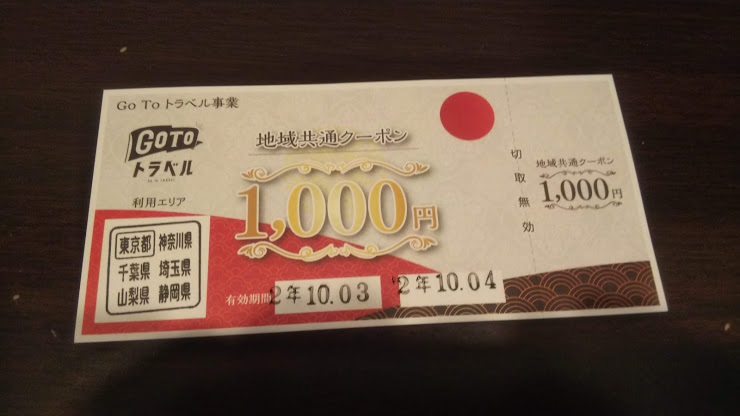 Go To トラベル事業
GOTO
トラベル
利用エリア
東京都 神奈川県
千葉県 埼玉県
山梨県 静岡県
地域共通クーポン
1,000円
有効期間 2年10.03 2年10.04
切取無効
地域共通クーポン
1,000円